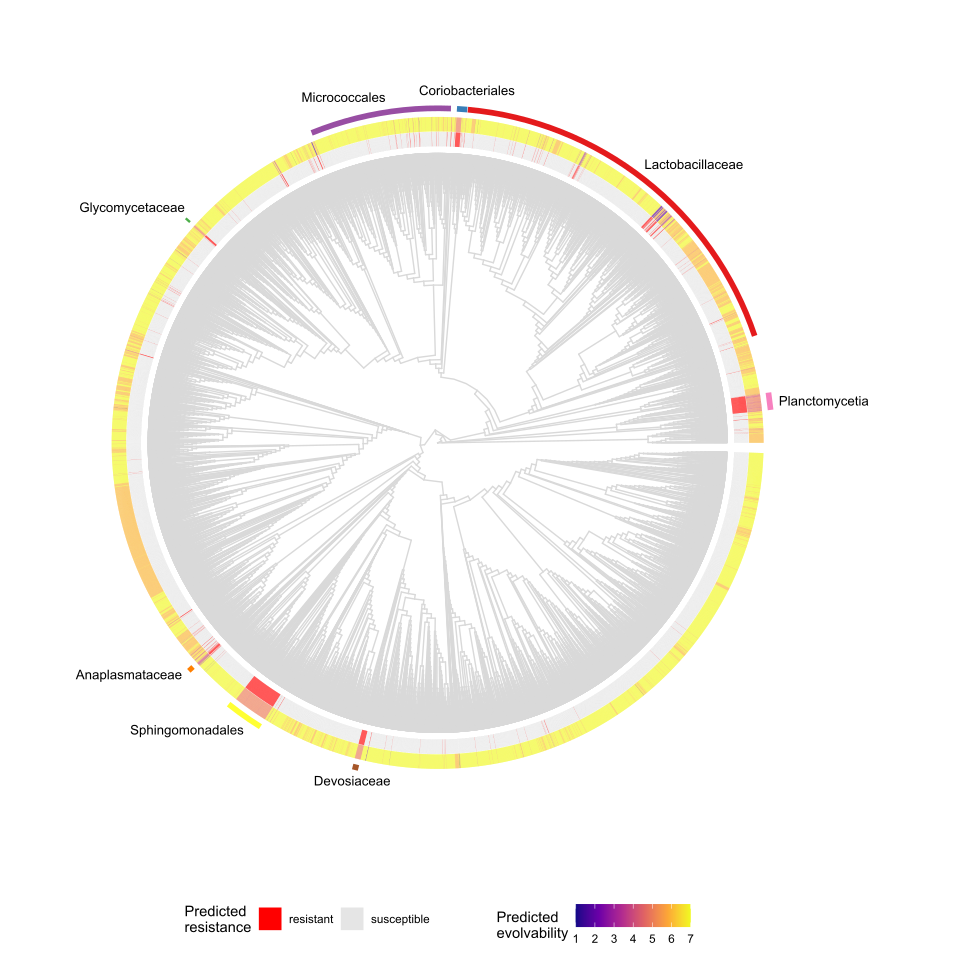 Coriobacteriales
Micrococcales
Lactobacillaceae
Glycomycetaceae
Planctomycetia
Anaplasmataceae
Sphingomonadales
Devosiaceae
Predicted
resistance
resistant
susceptible
Predicted
evolvability
1 2 3 4 5 6 7